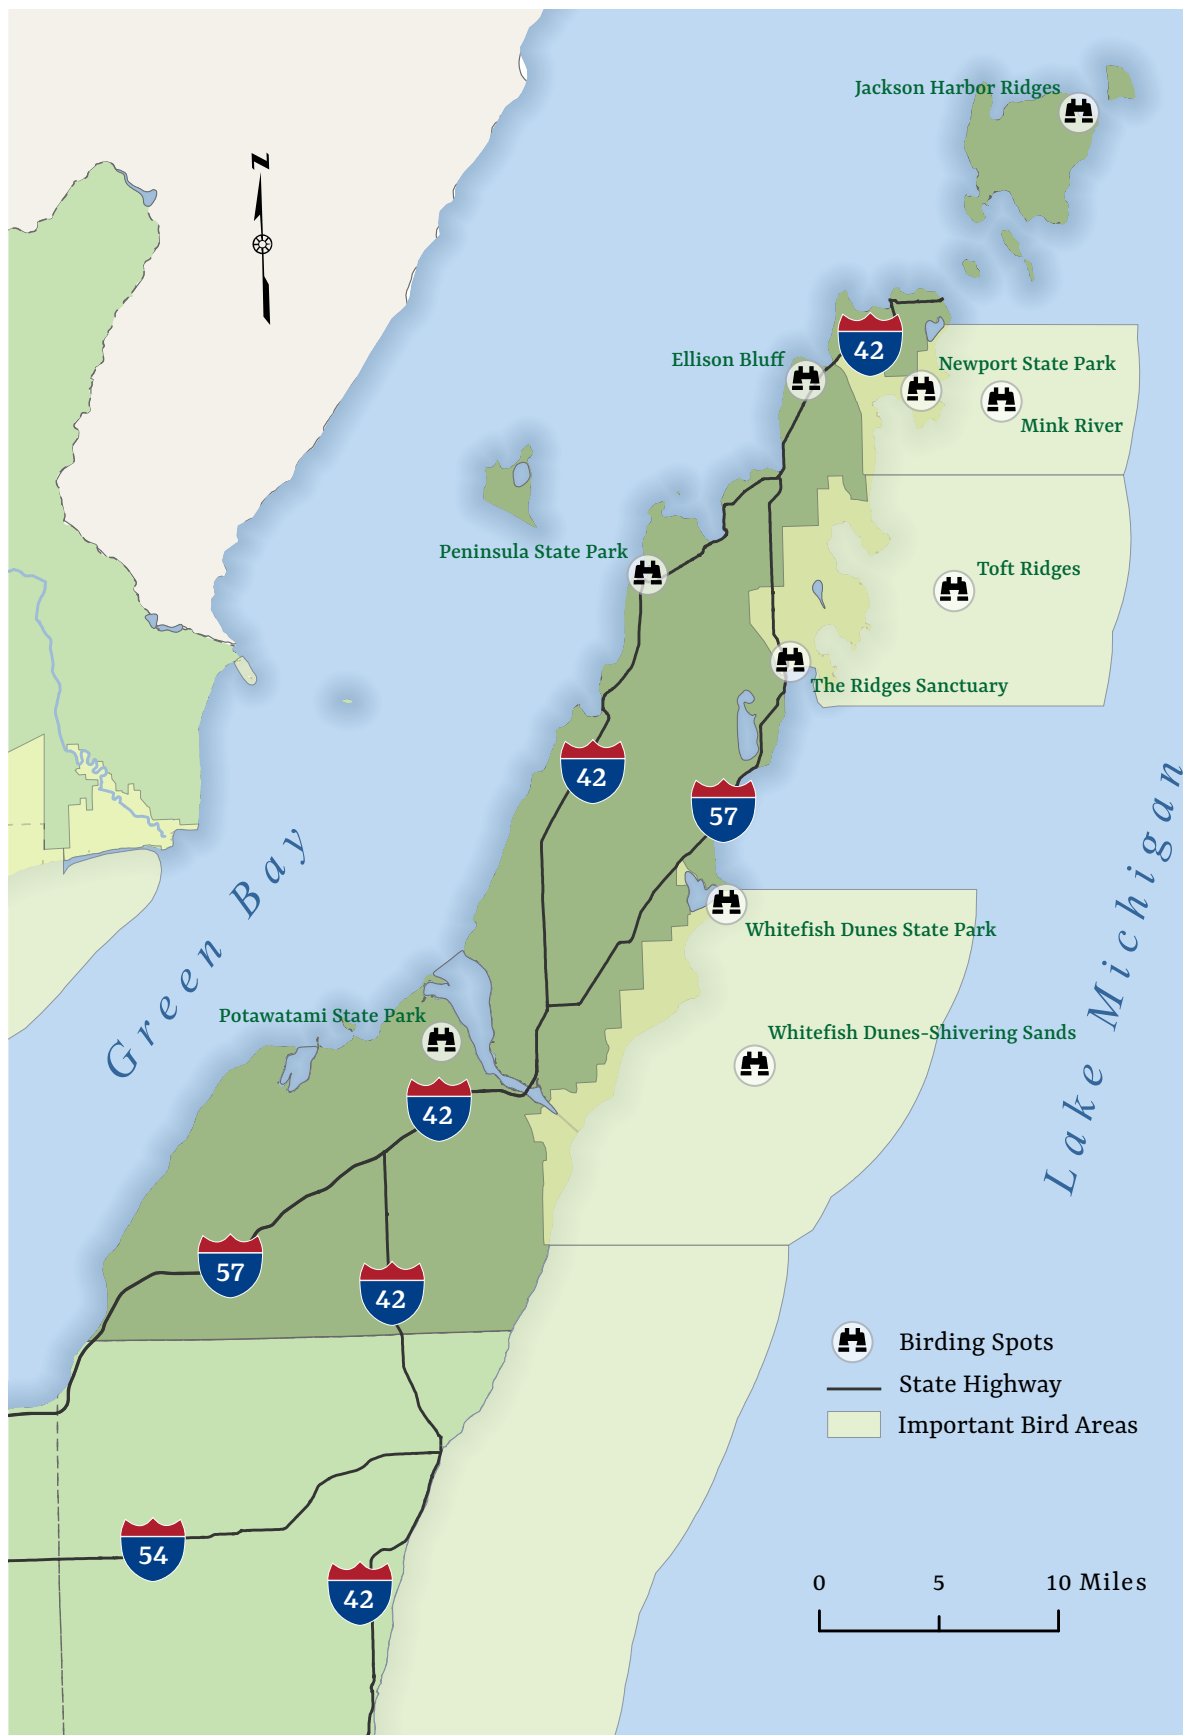 Jackson Harbor Ridges
N
42
Ellison Bluff
Newport State Park
Mink River
Peninsula State Park
Toft Ridges
The Ridges Sanctuary
42
57
Green Bay
Lake Michigan
Whitefish Dunes State Park
Potawatami State Park
Whitefish Dunes-Shivering Sands
42
57
42
Birding Spots
State Highway
Important Bird Areas
54
42
0 5 10 Miles